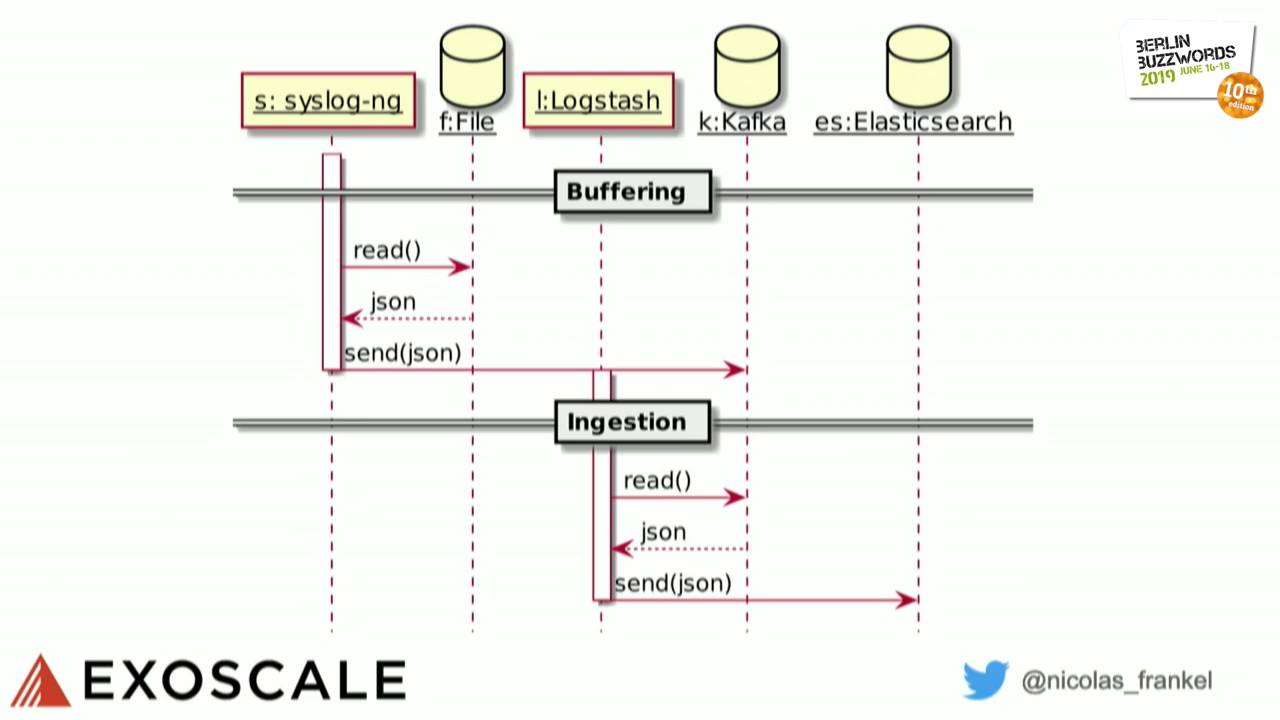 BERLIN
BUZZWORDS
2019 JUNE 16-18
10th
edition
s: syslog-ng
f:File
l:Logstash
k:Kafka
es:Elasticsearch
Buffering
read()
json
send(json)
Ingestion
read()
json
send(json)
EXOSCALE
@nicolas_frankel